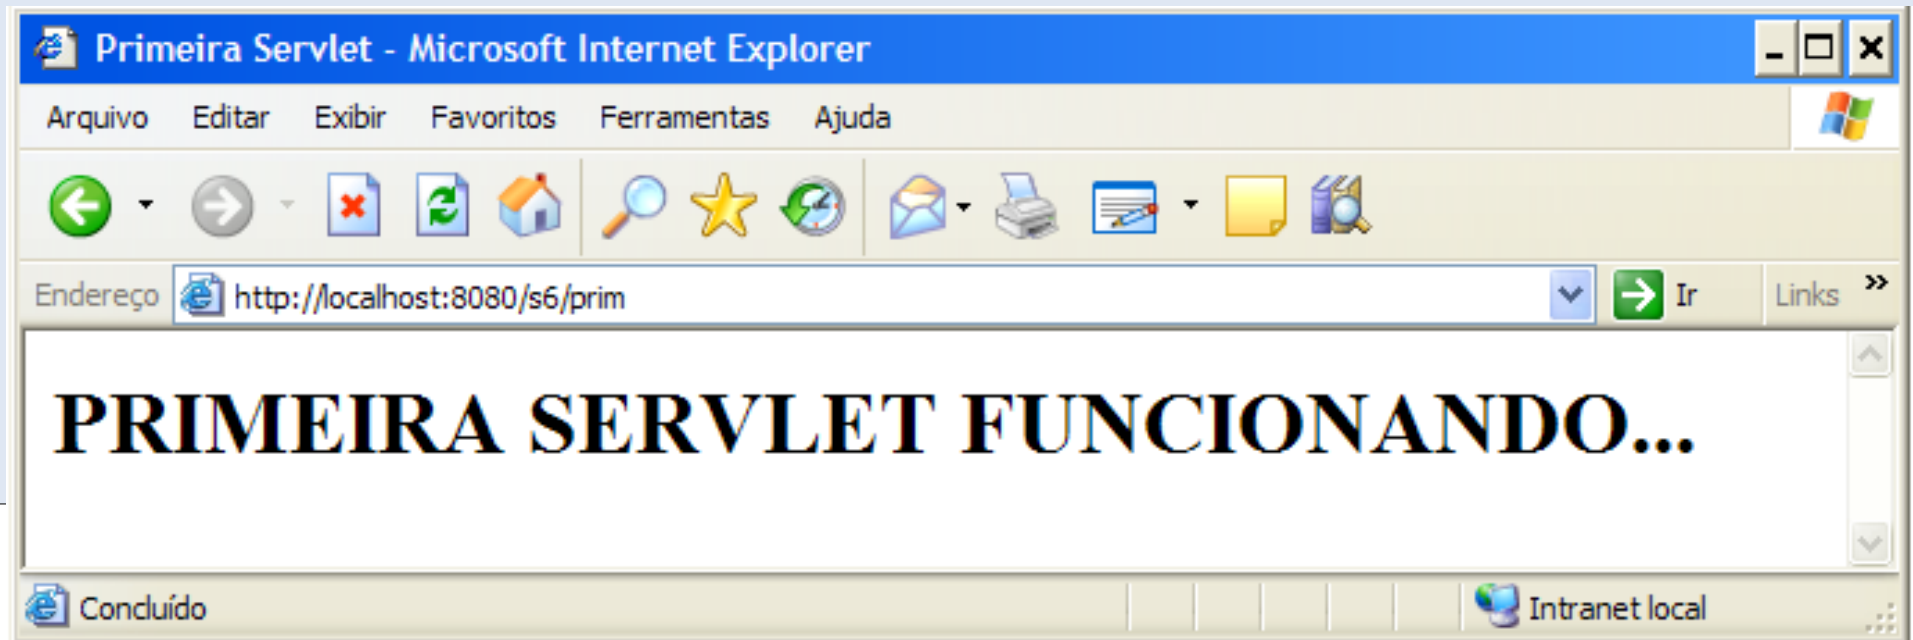 Primeira Servlet - Microsoft Internet Explorer
Arquivo Editar Exibir Favoritos Ferramentas Ajuda
Endereço http://localhost:8080/s6/prim Ir Links »
PRIMEIRA SERVLET FUNCIONANDO...
Concluído Intranet local